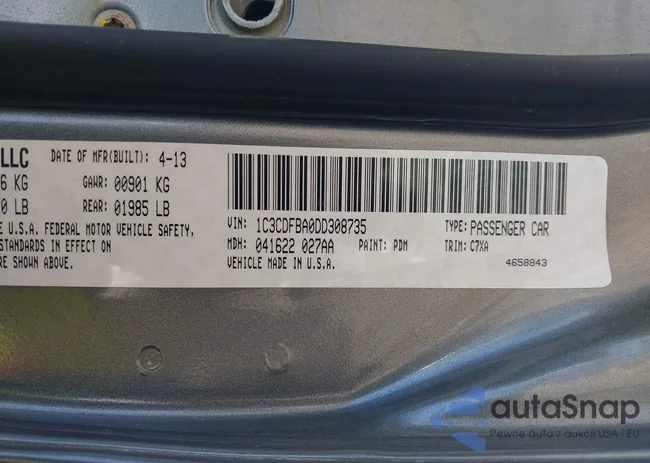 LLC DATE OF MFR(BUILT): 4-13
6 KG GAWR: 00901 KG
0 LB REAR: 01985 LB
U.S.A. FEDERAL MOTOR VEHICLE SAFETY,
STANDARDS IN EFFECT ON
RE SHOWN ABOVE.
VIN: 1C3CDFBA0DD308735 TYPE: PASSENGER CAR
MDH: 041622 027AA PAINT: PDM TRIM: C7XA
VEHICLE MADE IN U.S.A. 4658843
autaSnap
Pewne auta z aukcji USA i EU